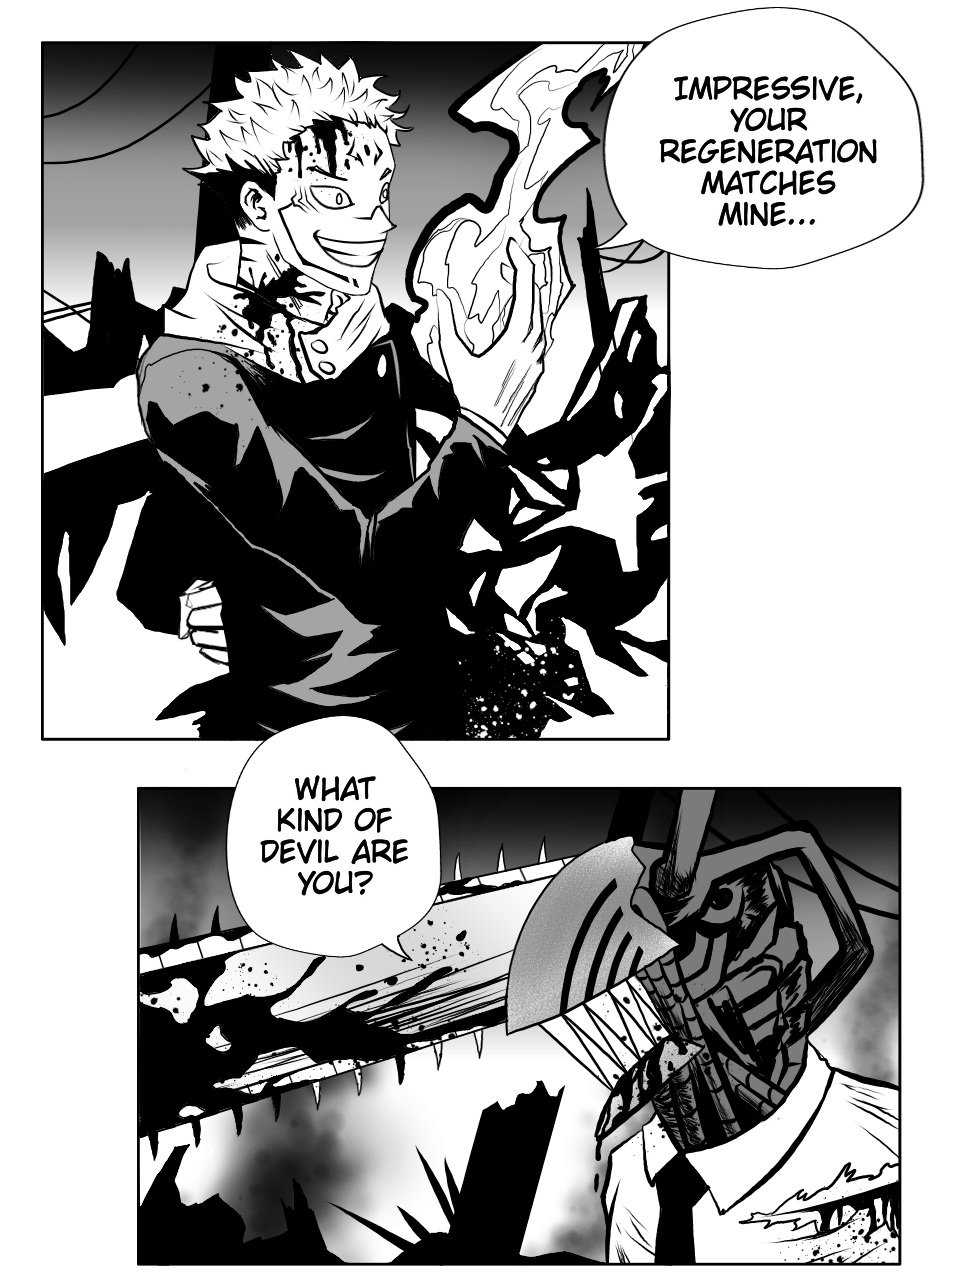 IMPRESSIVE,
YOUR
REGENERATION
MATCHES
MINE...
WHAT
KIND OF
DEVIL ARE
YOU?